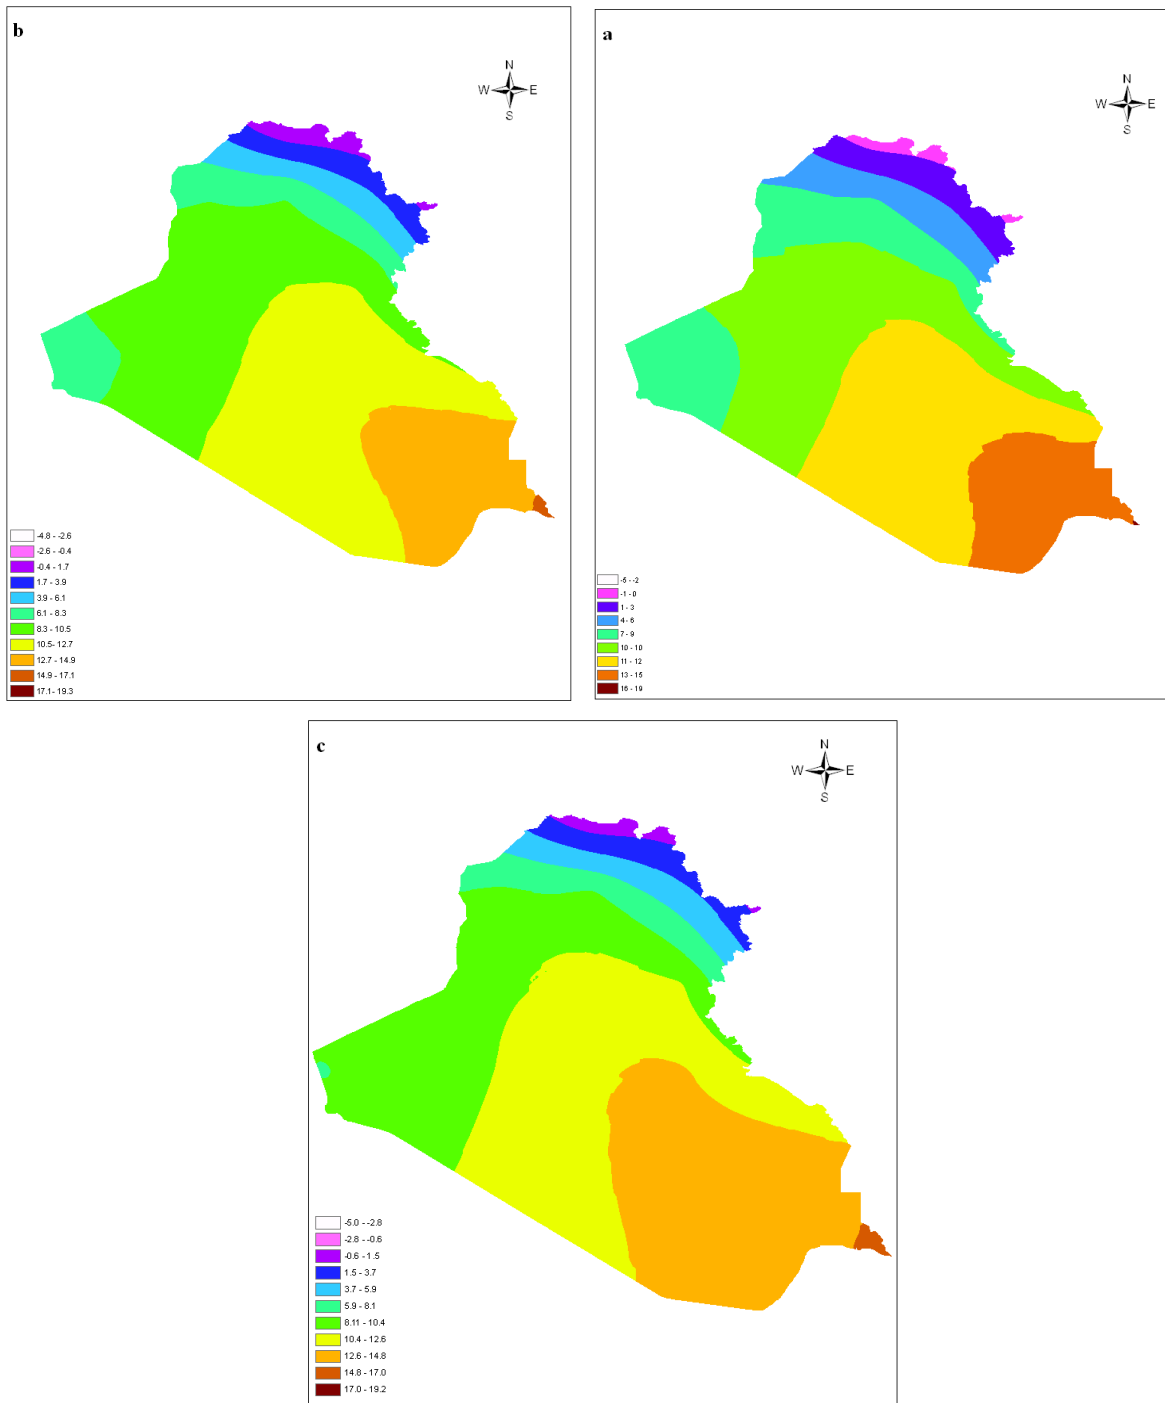 b
N
W E
S
-4.8 - -2.6
-2.6 - -0.4
-0.4 - 1.7
1.7 - 3.9
3.9 - 6.1
6.1 - 8.3
8.3 - 10.5
10.5- 12.7
12.7 - 14.9
14.9 - 17.1
17.1- 19.3
a
N
W E
S
-5 - -2
-1 - 0
1 - 3
4 - 6
7 - 9
10 - 10
11 - 12
13 - 15
16 - 19
c
N
W E
S
-5.0 - -2.8
-2.8 - -0.6
-0.6 - 1.5
1.5 - 3.7
3.7 - 5.9
5.9 - 8.1
8.11 - 10.4
10.4 - 12.6
12.6 - 14.8
14.8 - 17.0
17.0 - 19.2